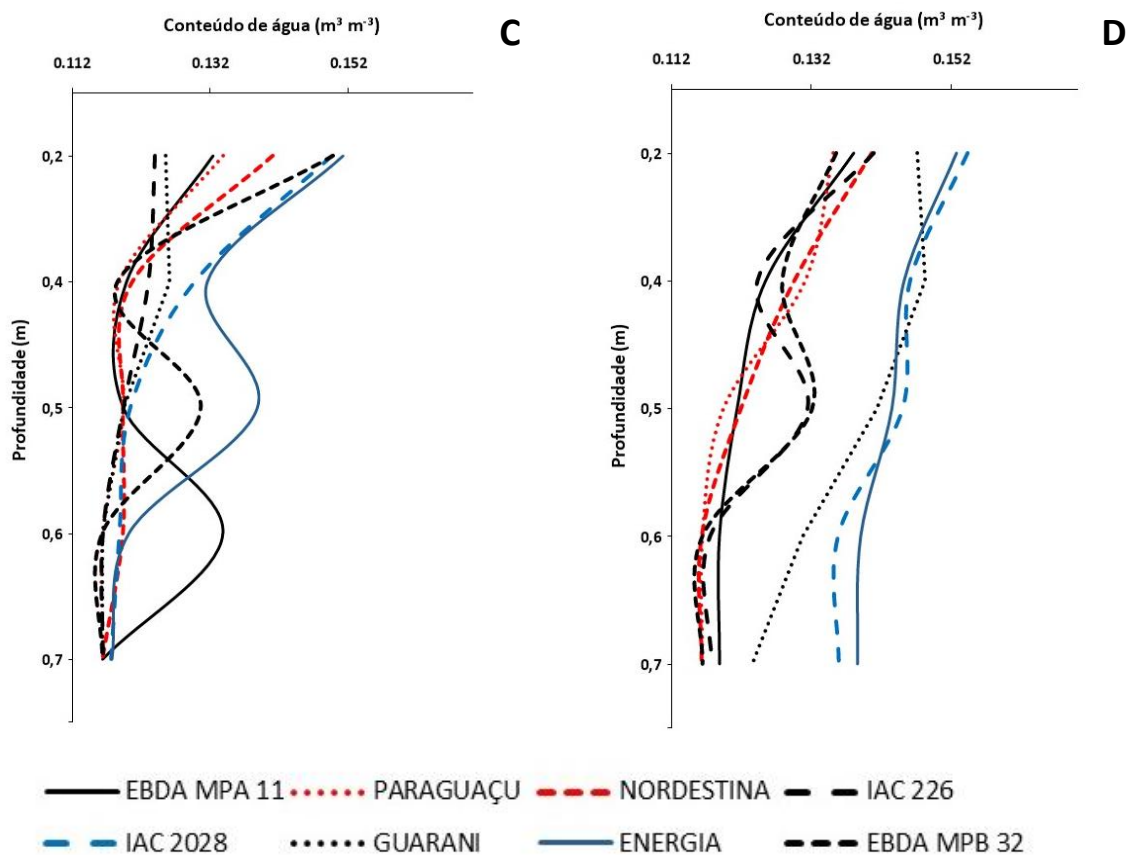 Conteúdo de água (m³ m⁻³)
C
0.112 0.132 0.152
0,2
0,4
0,5
0,6
0,7
Profundidade (m)
Conteúdo de água (m³ m⁻³)
D
0.112 0.132 0.152
0,2
0,4
0,5
0,6
0,7
Profundidade (m)
EBDA MPA 11 PARAGUAÇU NORDESTINA IAC 226
IAC 2028 GUARANI ENERGIA EBDA MPB 32